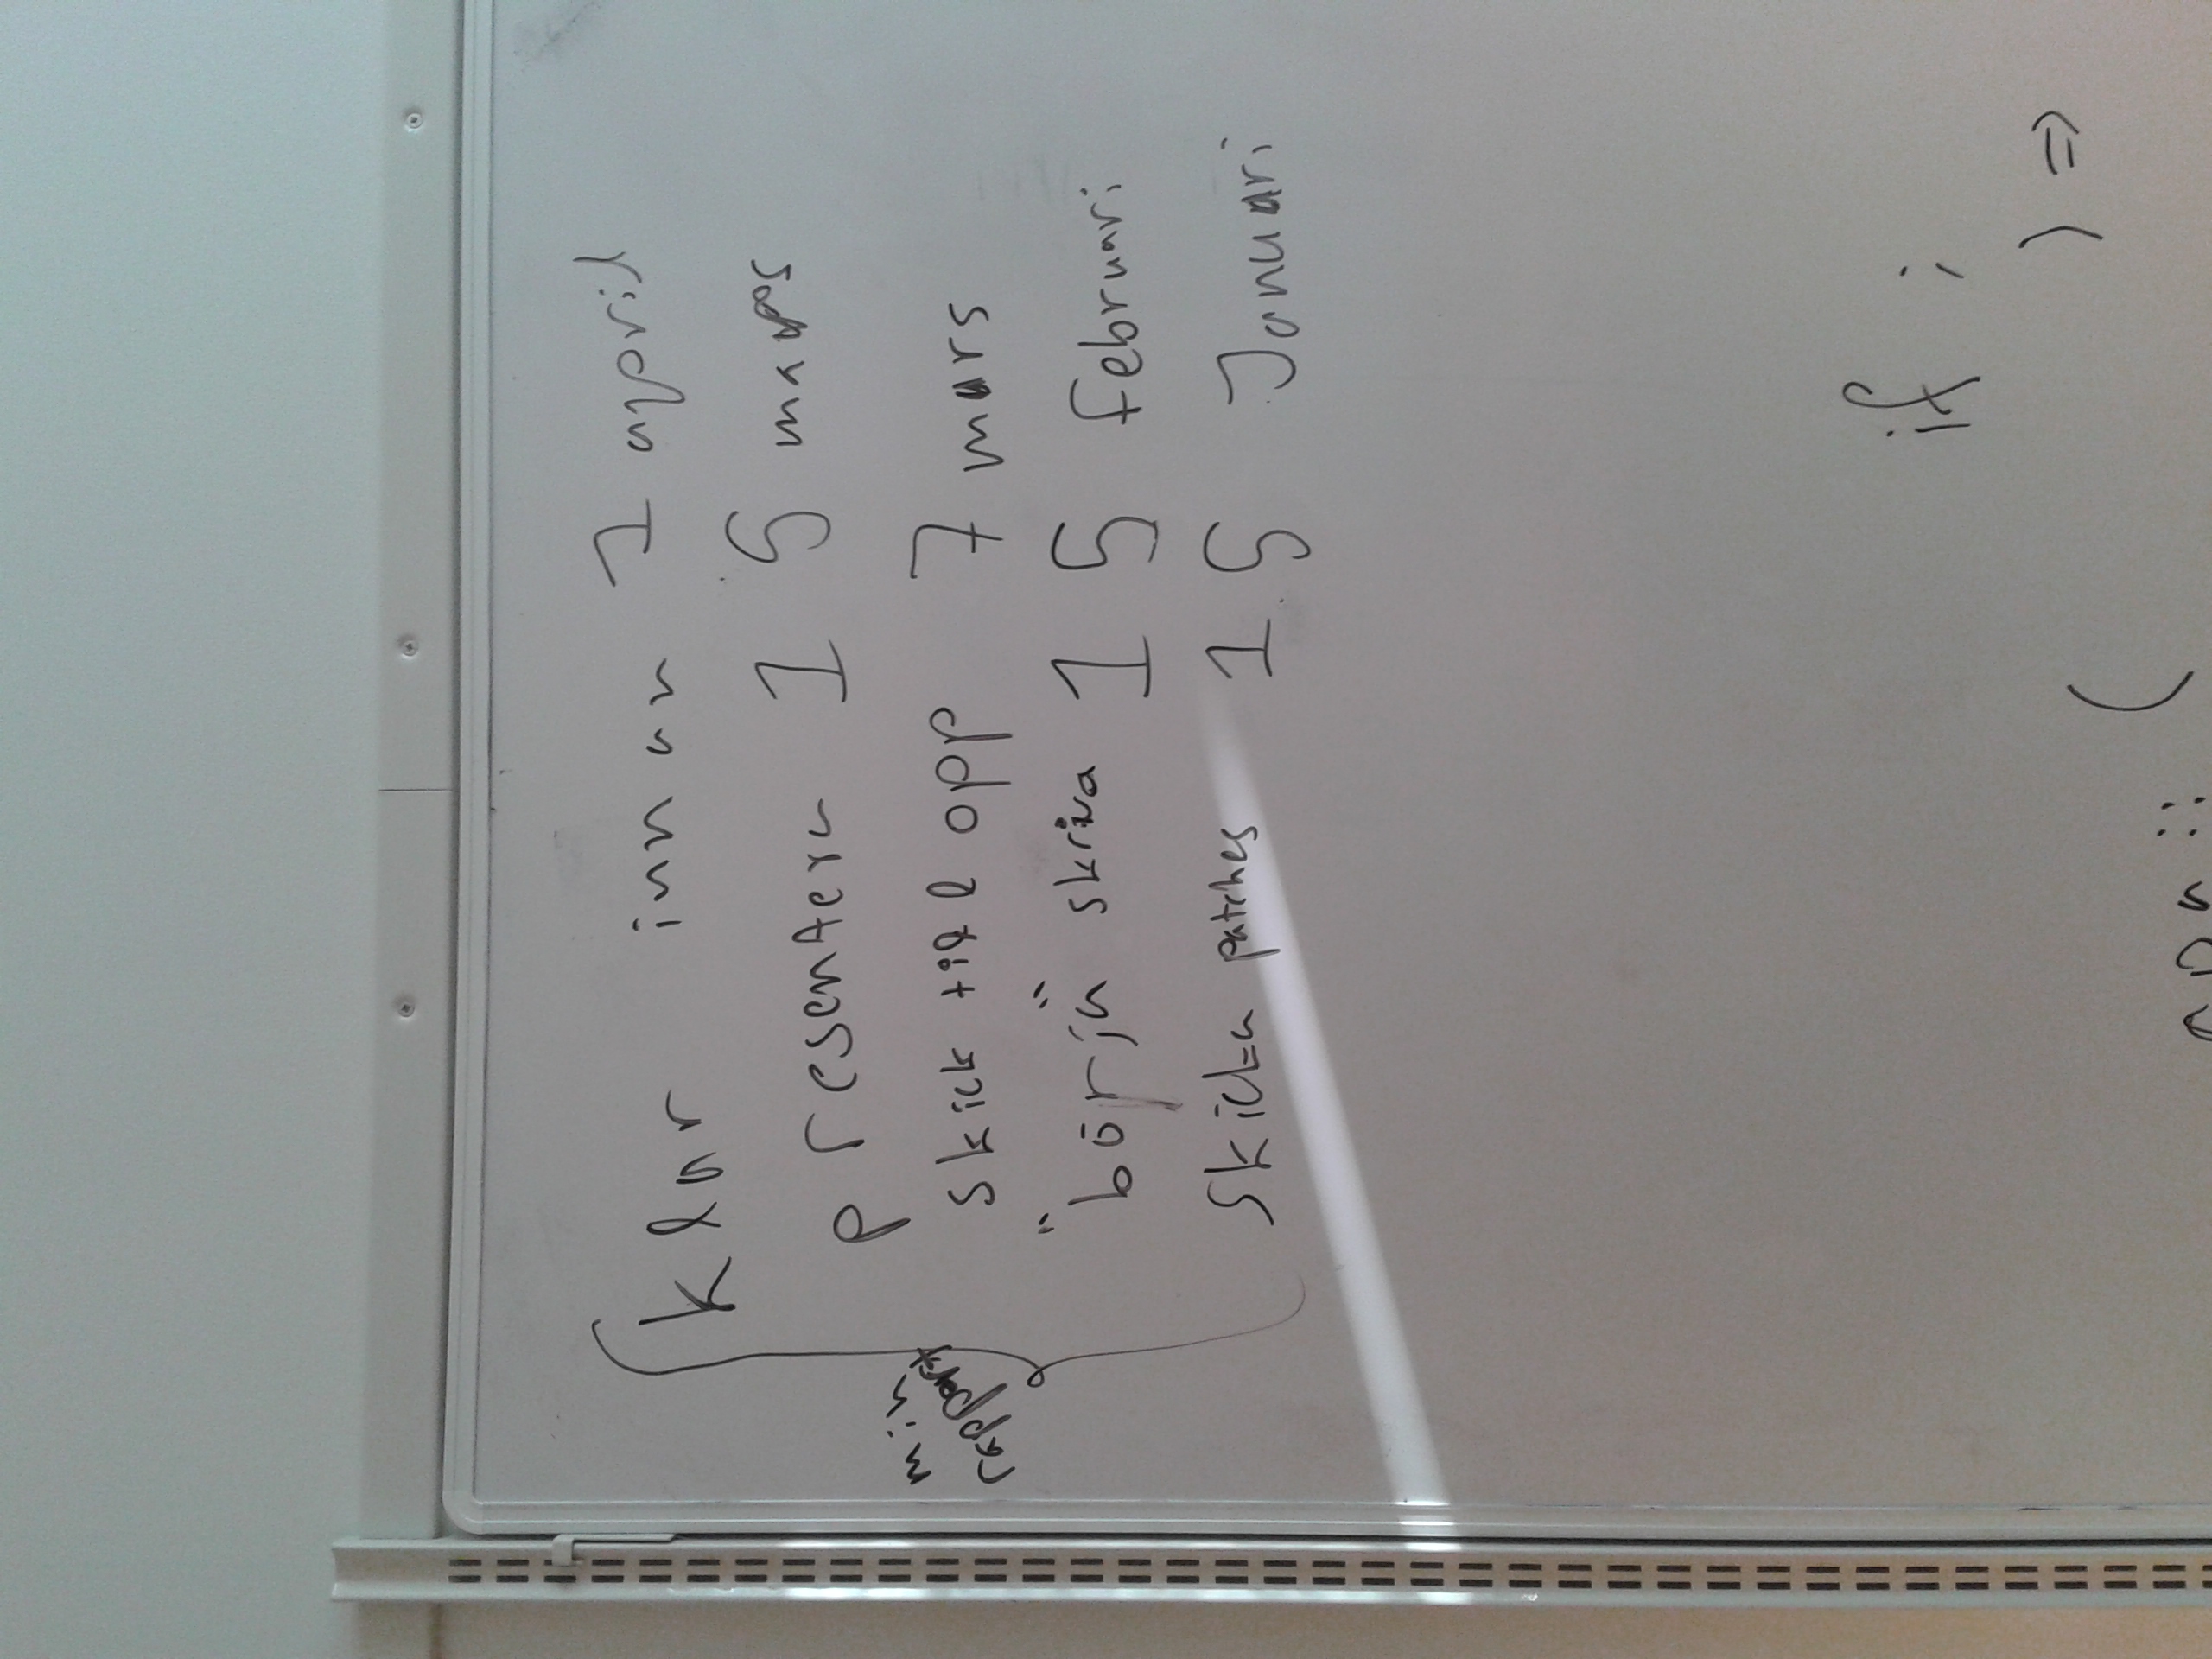 klar innan 1 april
presentera 15 mars
min
rapport
skick till opp 7 mars
"börja" skriva 15 februari
skicka patches 15 Januari
if ;
) =>
apa :: (